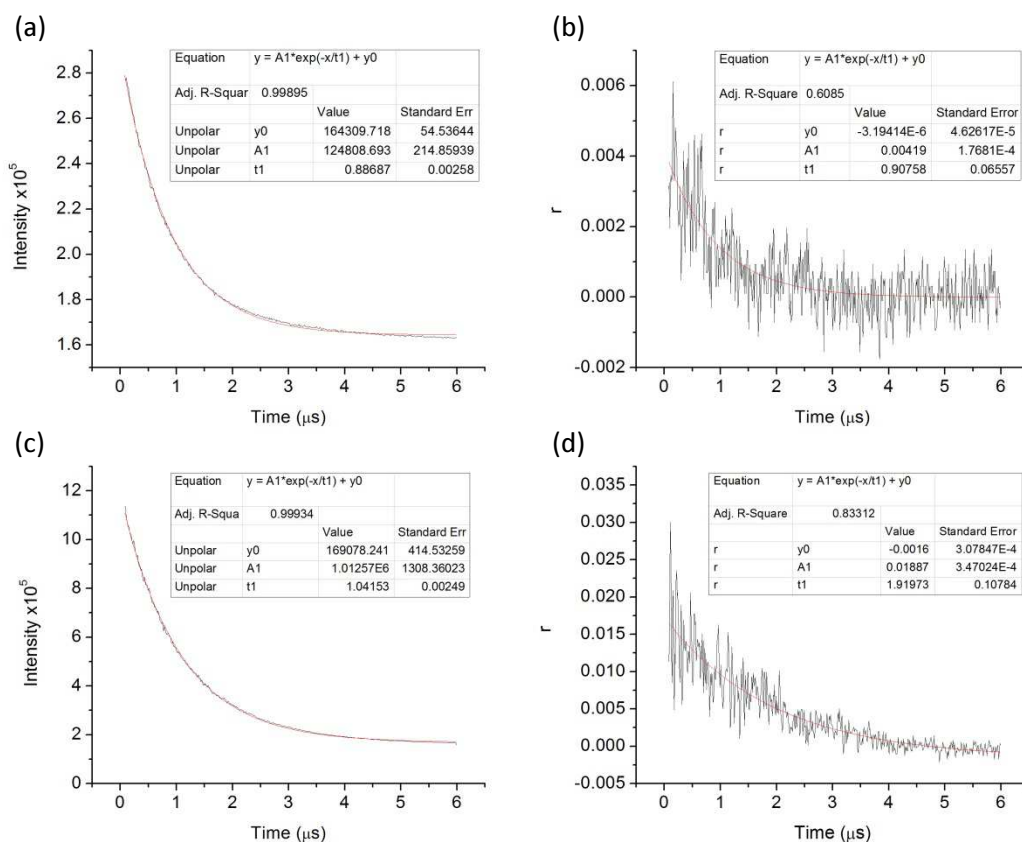 (a)
Equation y = A1*exp(-x/t1) + y0
Adj. R-Squar 0.99895
Value Standard Err
Unpolar y0 164309.718 54.53644
Unpolar A1 124808.693 214.85939
Unpolar t1 0.88687 0.00258
2.8
2.6
2.4
2.2
2.0
1.8
1.6
Intensity x10⁵
0 1 2 3 4 5 6
Time (μs)
(b)
Equation y = A1*exp(-x/t1) + y0
Adj. R-Square 0.6085
Value Standard Error
r y0 -3.19414E-6 4.62617E-5
r A1 0.00419 1.7681E-4
r t1 0.90758 0.06557
0.006
0.004
0.002
0.000
-0.002
r
0 1 2 3 4 5 6
Time (μs)
(c)
Equation y = A1*exp(-x/t1) + y0
Adj. R-Squa 0.99934
Value Standard Err
Unpolar y0 169078.241 414.53259
Unpolar A1 1.01257E6 1308.36023
Unpolar t1 1.04153 0.00249
12
10
8
6
4
2
0
Intensity x10⁵
0 1 2 3 4 5 6
Time (μs)
(d)
Equation y = A1*exp(-x/t1) + y0
Adj. R-Square 0.83312
Value Standard Error
r y0 -0.0016 3.07847E-4
r A1 0.01887 3.47024E-4
r t1 1.91973 0.10784
0.035
0.030
0.025
0.020
0.015
0.010
0.005
0.000
-0.005
r
0 1 2 3 4 5 6
Time (μs)